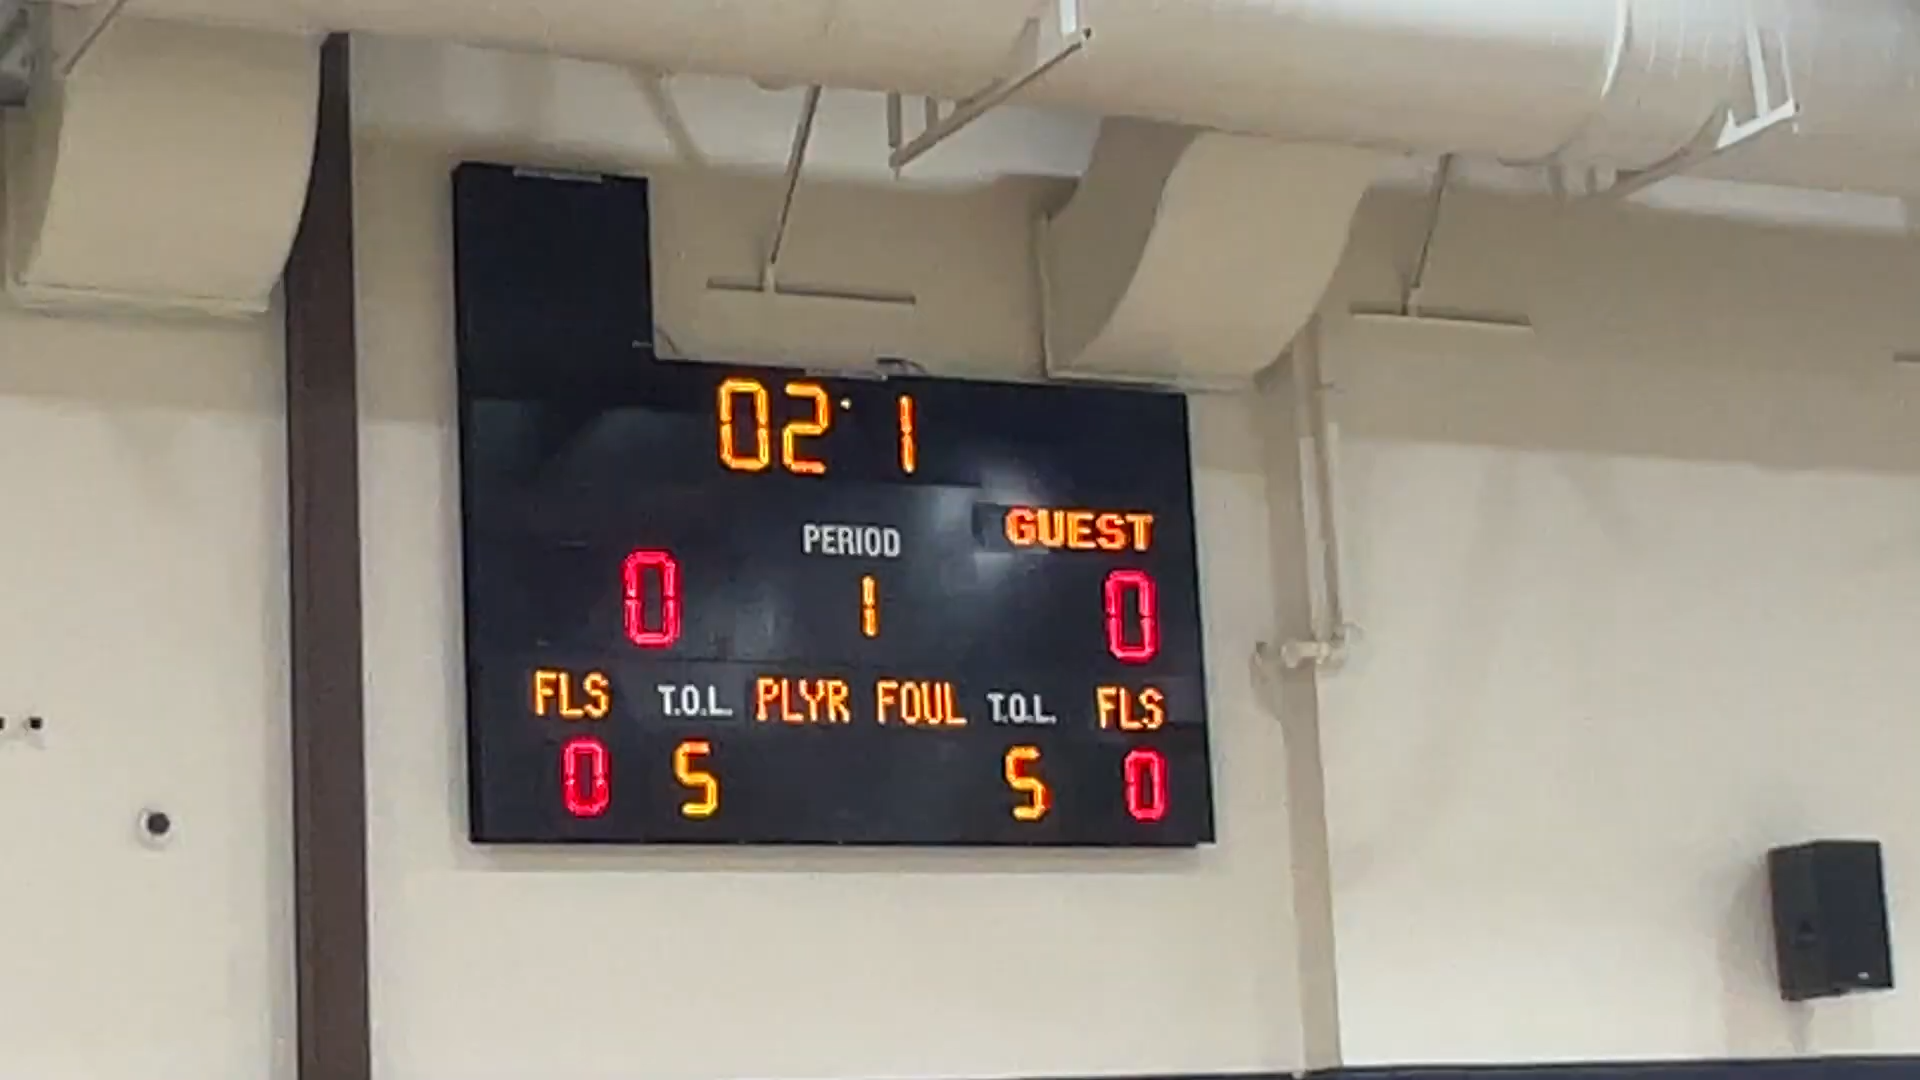 02· 1
GUEST
PERIOD
0 1 0
FLS T.O.L. PLYR FOUL T.O.L. FLS
0 5 5 0